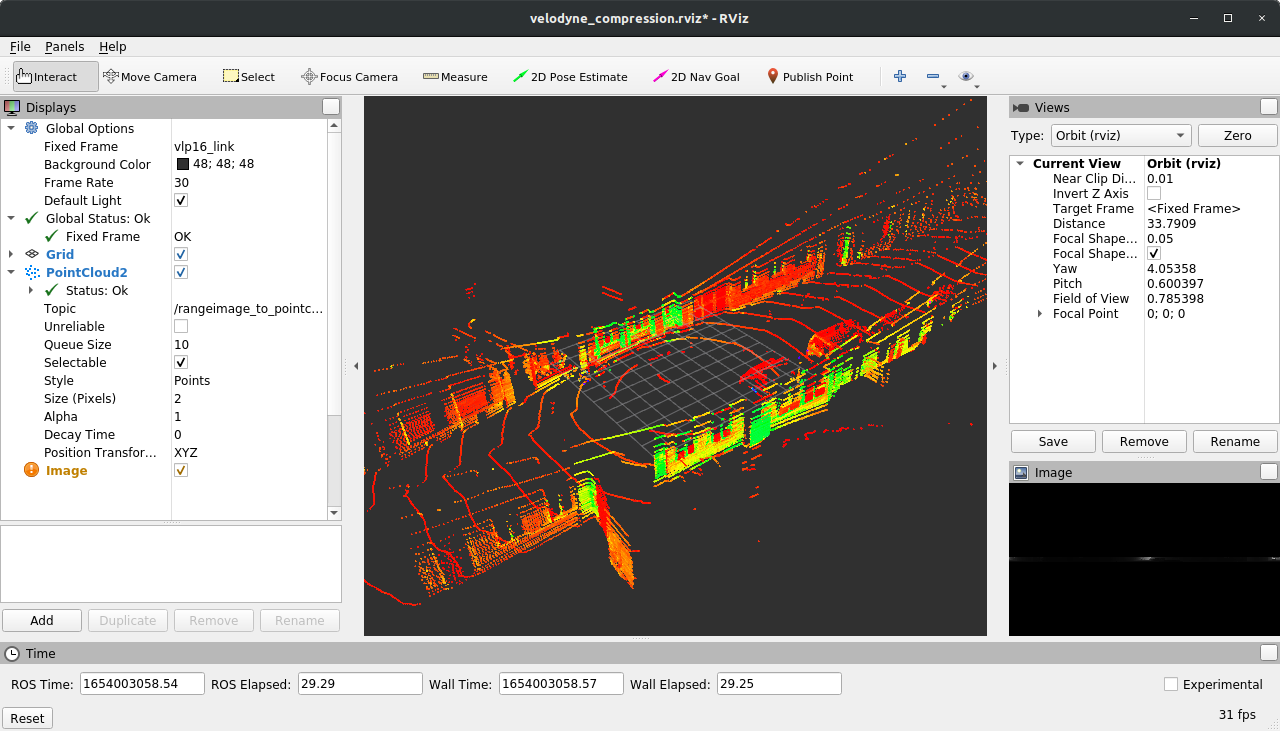 velodyne_compression.rviz* - RViz
File Panels Help
Interact Move Camera Select Focus Camera Measure 2D Pose Estimate 2D Nav Goal Publish Point
Displays
Global Options
Fixed Frame vlp16_link
Background Color 48; 48; 48
Frame Rate 30
Default Light
Global Status: Ok
Fixed Frame OK
Grid
PointCloud2
Status: Ok
Topic /rangeimage_to_pointc...
Unreliable
Queue Size 10
Selectable
Style Points
Size (Pixels) 2
Alpha 1
Decay Time 0
Position Transfor... XYZ
Image
Add Duplicate Remove Rename
Views
Type: Orbit (rviz) Zero
Current View Orbit (rviz)
Near Clip Di... 0.01
Invert Z Axis
Target Frame <Fixed Frame>
Distance 33.7909
Focal Shape... 0.05
Focal Shape...
Yaw 4.05358
Pitch 0.600397
Field of View 0.785398
Focal Point 0; 0; 0
Save Remove Rename
Image
Time
ROS Time: 1654003058.54 ROS Elapsed: 29.29 Wall Time: 1654003058.57 Wall Elapsed: 29.25 Experimental
Reset 31 fps